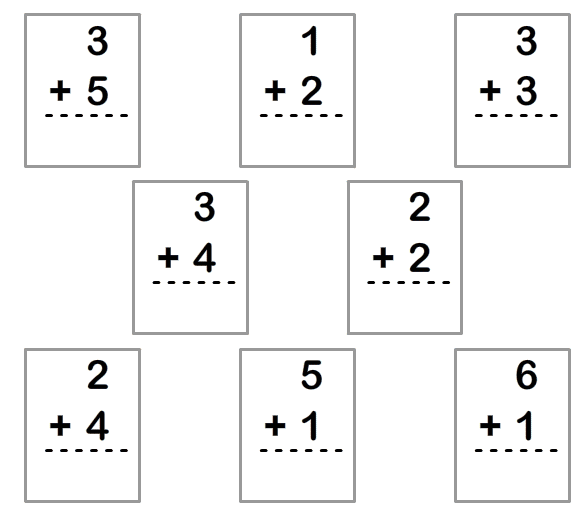 3 1 3
+ 5 + 2 + 3
3 2
+ 4 + 2
2 5 6
+ 4 + 1 + 1